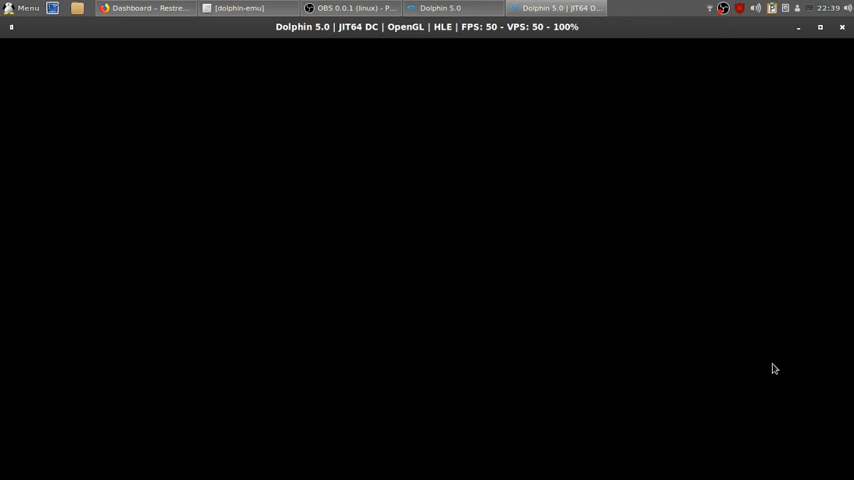 Menu Dashboard – Restre... [dolphin-emu] OBS 0.0.1 (linux) - P... Dolphin 5.0 Dolphin 5.0 | JIT64 D... 22:39
Dolphin 5.0 | JIT64 DC | OpenGL | HLE | FPS: 50 - VPS: 50 - 100%